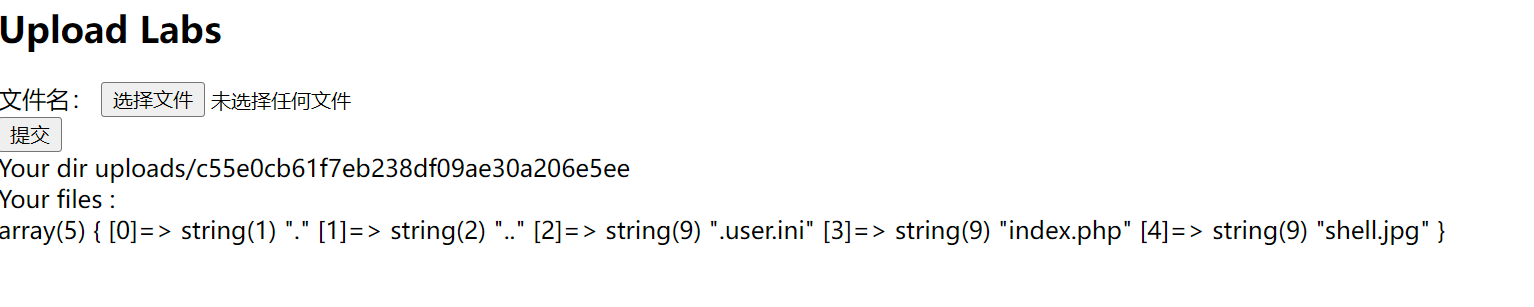 Upload Labs
文件名： 选择文件 未选择任何文件
提交
Your dir uploads/c55e0cb61f7eb238df09ae30a206e5ee
Your files :
array(5) { [0]=> string(1) "." [1]=> string(2) ".." [2]=> string(9) ".user.ini" [3]=> string(9) "index.php" [4]=> string(9) "shell.jpg" }